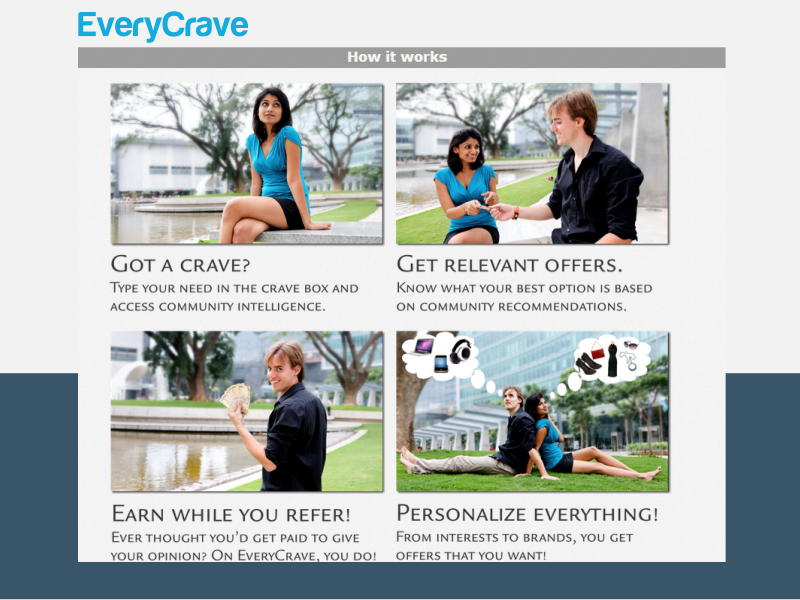 EveryCrave
How it works
Got a crave?
Type your need in the crave box and
access community intelligence.
Get relevant offers.
Know what your best option is based
on community recommendations.
Earn while you refer!
Ever thought you'd get paid to give
your opinion? On EveryCrave, you do!
Personalize everything!
From interests to brands, you get
offers that you want!